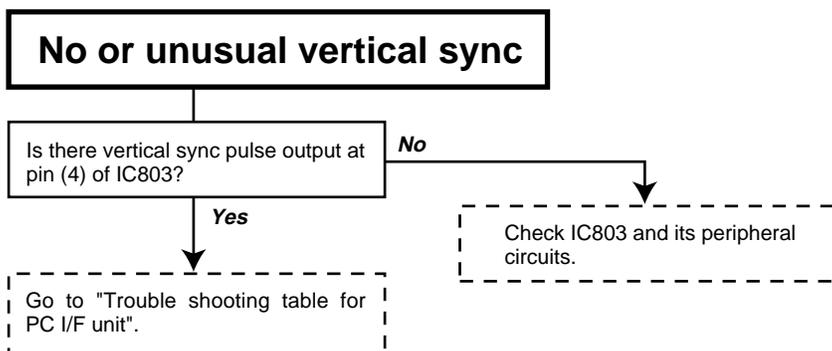 No or unusual vertical sync
Is there vertical sync pulse output at
pin (4) of IC803?
No
Yes
Check IC803 and its peripheral
circuits.
Go to "Trouble shooting table for
PC I/F unit".